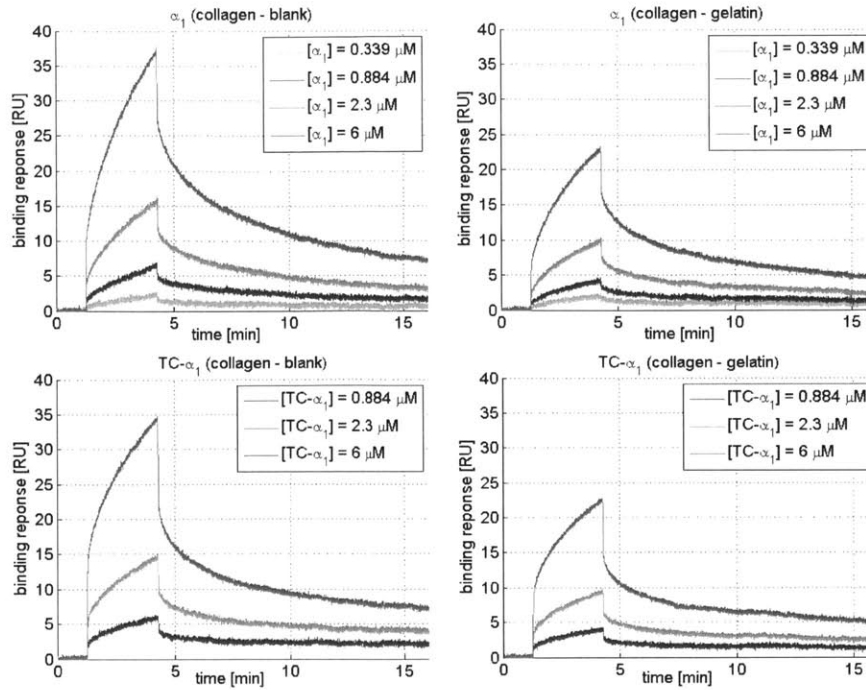 α1 (collagen - blank)
binding reponse [RU]
40
35
30
25
20
15
10
5
0
[α1] = 0.339 μM
[α1] = 0.884 μM
[α1] = 2.3 μM
[α1] = 6 μM
0 5 10 15
time [min]
α1 (collagen - gelatin)
binding reponse [RU]
40
35
30
25
20
15
10
5
0
[α1] = 0.339 μM
[α1] = 0.884 μM
[α1] = 2.3 μM
[α1] = 6 μM
0 5 10 15
time [min]
TC-α1 (collagen - blank)
binding reponse [RU]
40
35
30
25
20
15
10
5
0
[TC-α1] = 0.884 μM
[TC-α1] = 2.3 μM
[TC-α1] = 6 μM
0 5 10 15
time [min]
TC-α1 (collagen - gelatin)
binding reponse [RU]
40
35
30
25
20
15
10
5
0
[TC-α1] = 0.884 μM
[TC-α1] = 2.3 μM
[TC-α1] = 6 μM
0 5 10 15
time [min]